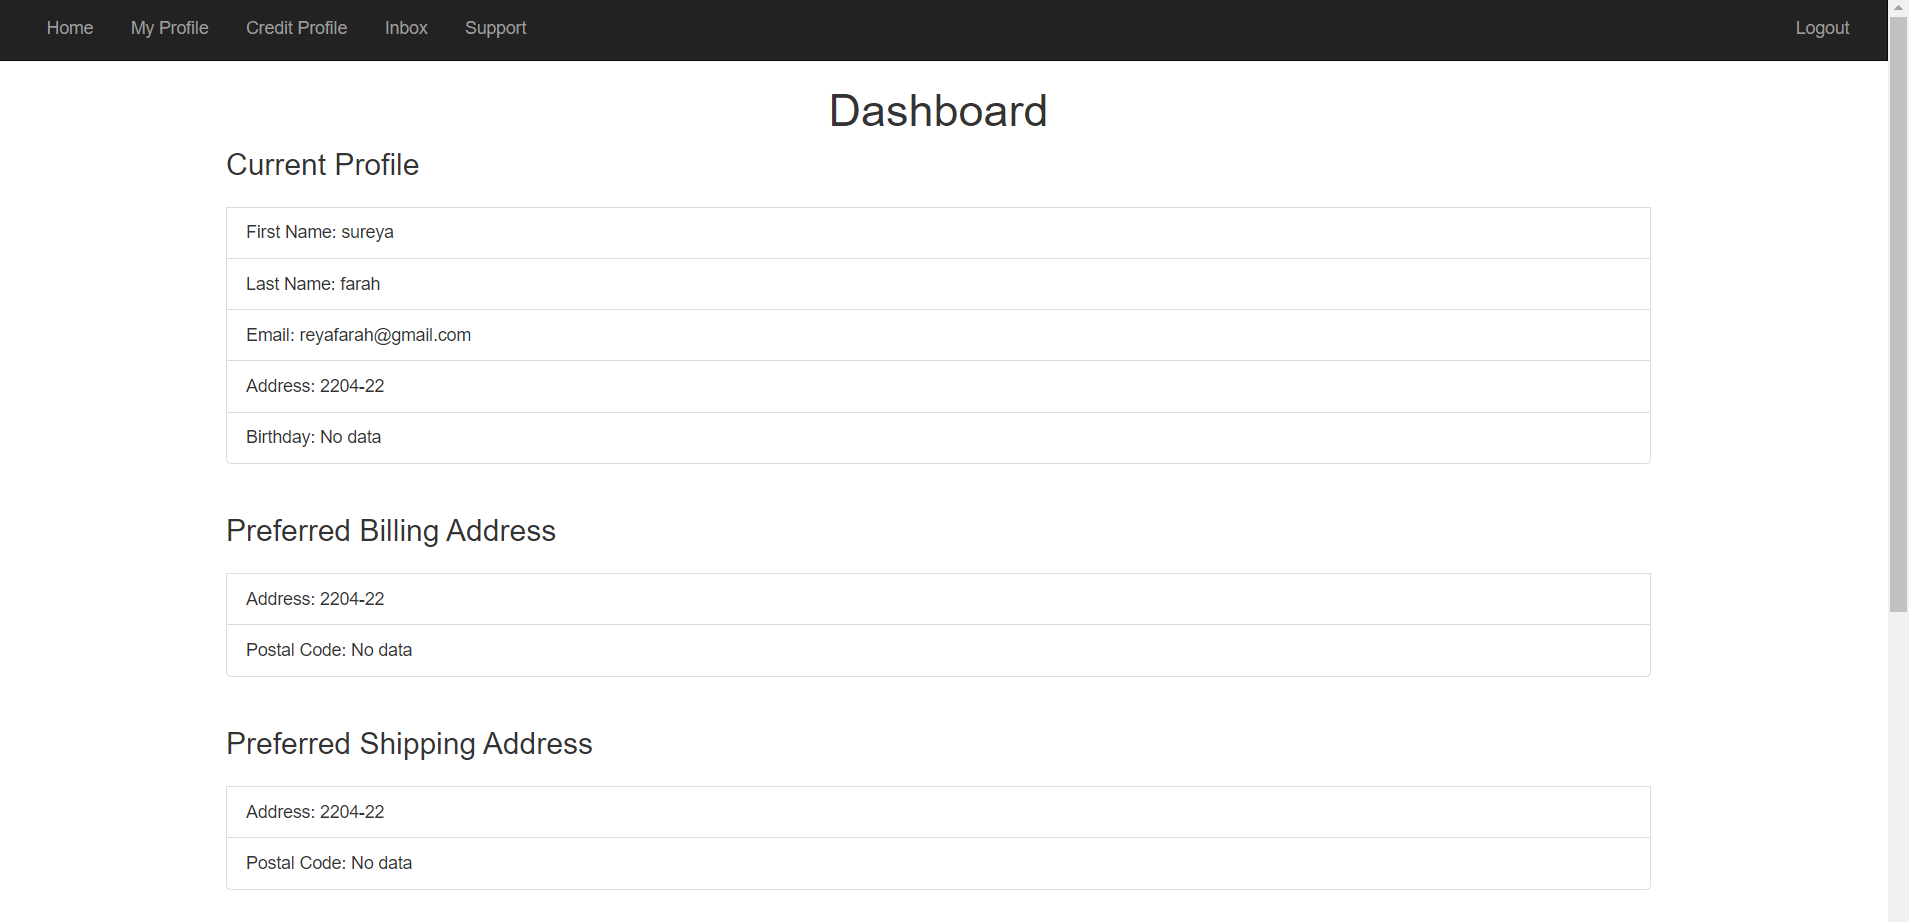 Home My Profile Credit Profile Inbox Support Logout
Dashboard
Current Profile
First Name: sureya
Last Name: farah
Email: reyafarah@gmail.com
Address: 2204-22
Birthday: No data
Preferred Billing Address
Address: 2204-22
Postal Code: No data
Preferred Shipping Address
Address: 2204-22
Postal Code: No data